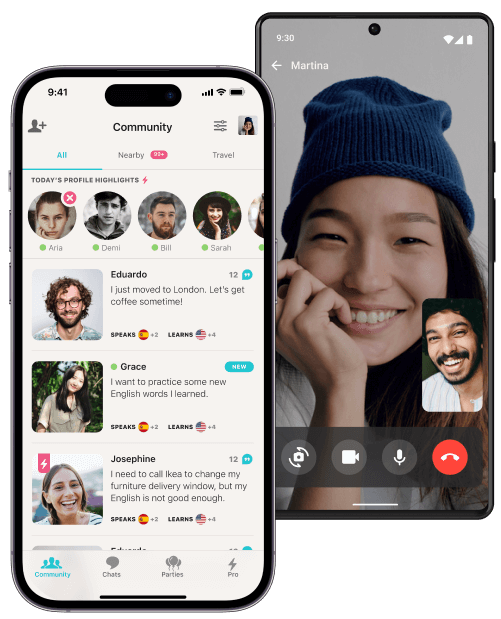 9:41
Community
All
Nearby
99+
Travel
TODAY'S PROFILE HIGHLIGHTS
Aria
Demi
Bill
Sarah
Eduardo
12
I just moved to London. Let's get
coffee sometime!
SPEAKS +2 LEARNS +4
Grace
NEW
I want to practice some new
English words I learned.
SPEAKS +2 LEARNS +4
Josephine
12
I need to call Ikea to change my
furniture delivery window, but my
English is not good enough.
SPEAKS +2 LEARNS +4
Community
Chats
Parties
Pro
9:30
Martina